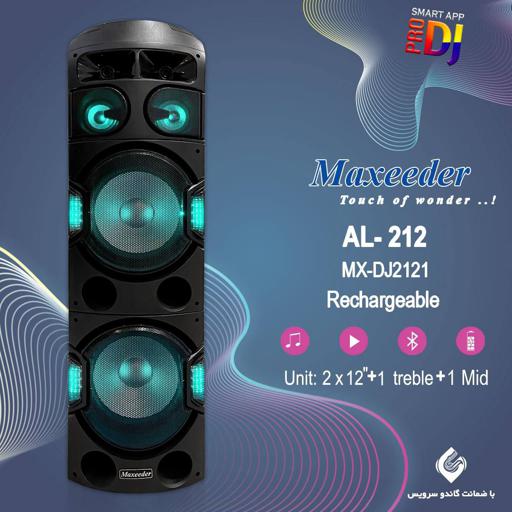 SMART APP
PRO DJ
Maxeeder
Touch of wonder ..!
AL- 212
MX-DJ2121
Rechargeable
Unit: 2 x 12"+1 treble+1 Mid
Maxeeder
با ضمانت گاندو سرویس